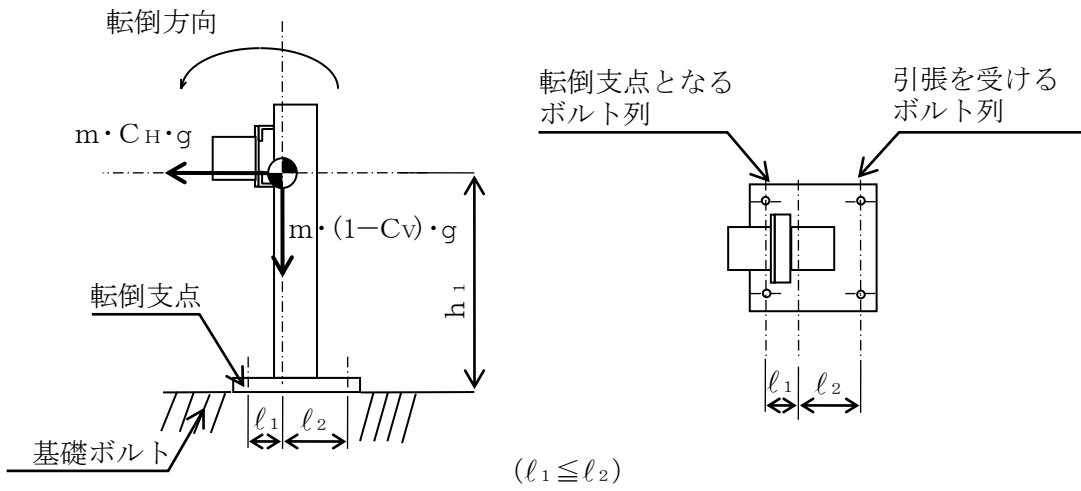 転倒方向
m・CH・g
m・(1-Cv)・g
転倒支点
h1
ℓ1
ℓ2
基礎ボルト
(ℓ1≦ℓ2)
転倒支点となる
ボルト列
引張を受ける
ボルト列
ℓ1
ℓ2